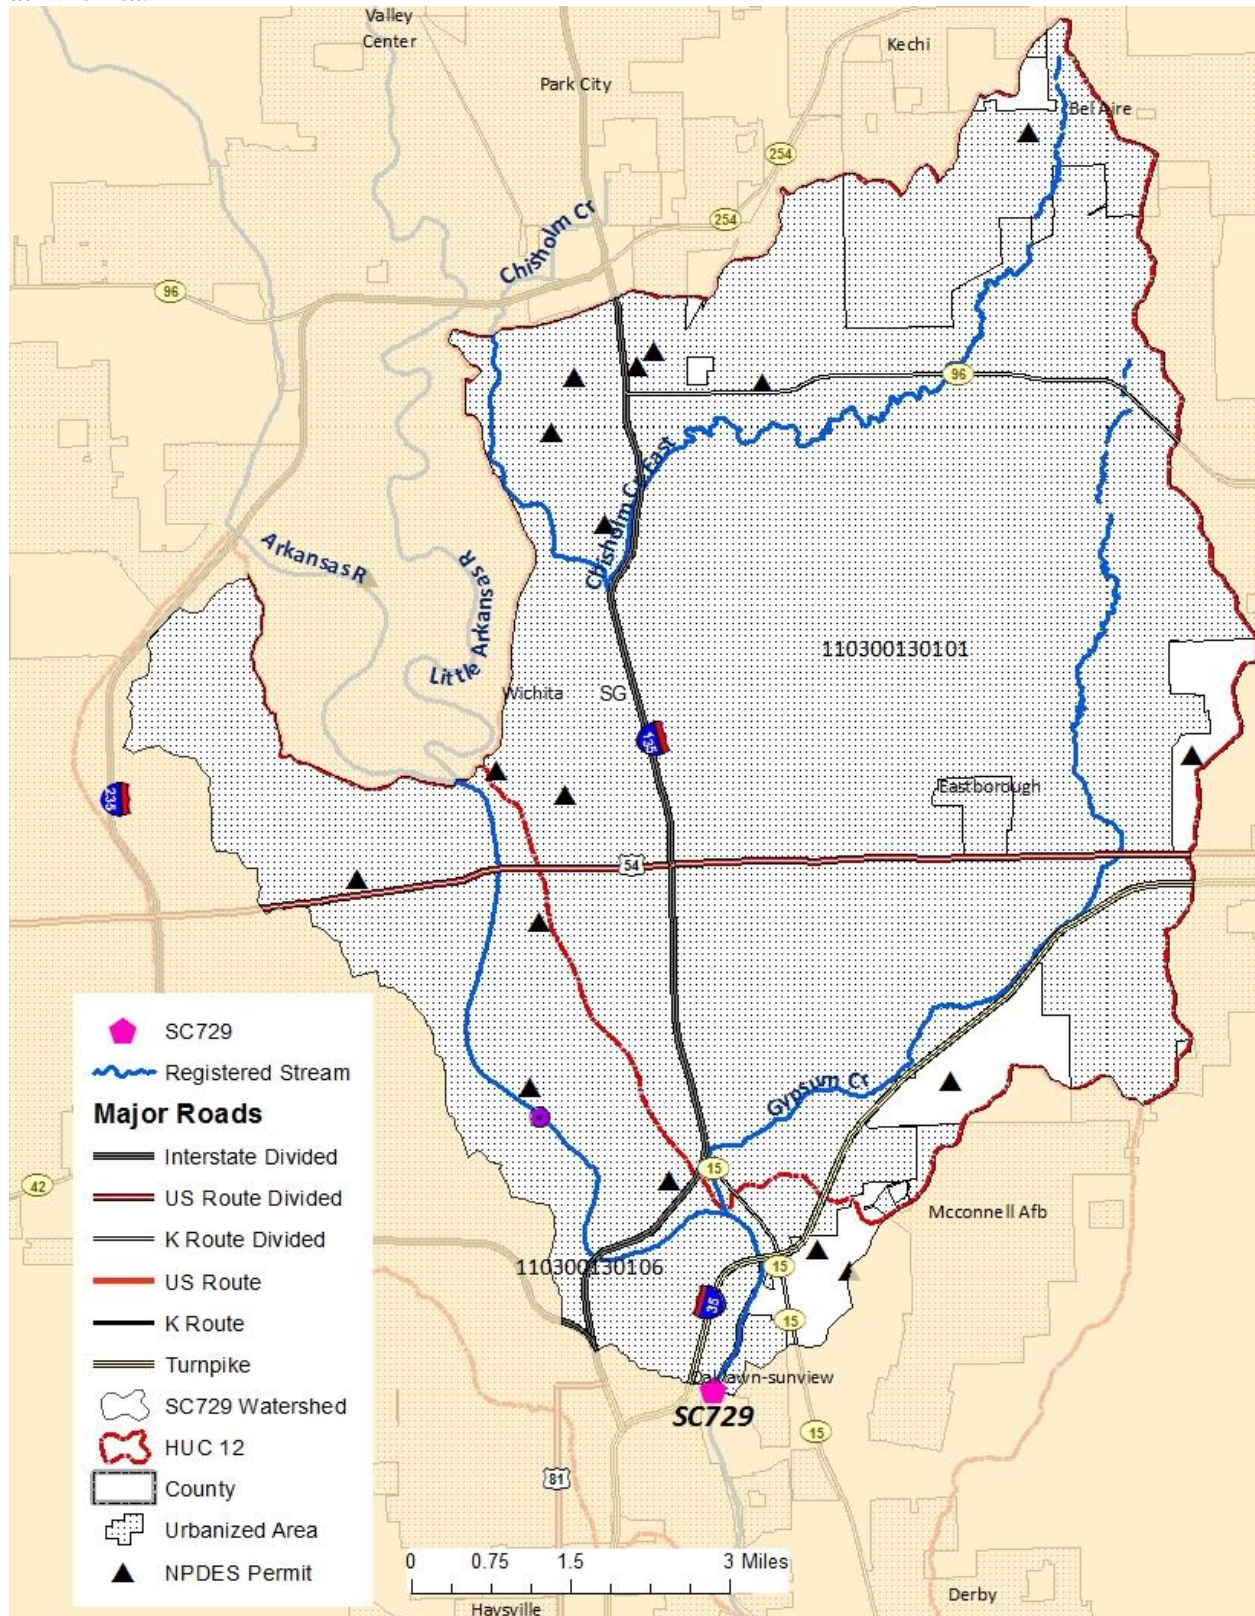 Valley
Center
Kechi
Park City
Bel Aire
254
254
Chisholm Cr
96
96
Chisholm Cr East
Arkansas R
Little Arkansas R
110300130101
Wichita
SG
135
235
Eastborough
54
SC729
Registered Stream
Major Roads
Interstate Divided
US Route Divided
K Route Divided
US Route
K Route
Turnpike
SC729 Watershed
HUC 12
County
Urbanized Area
NPDES Permit
Gypsum Cr
15
42
Mcconnell Afb
110300130106
15
35
15
Oaklawn-sunview
SC729
15
81
0 0.75 1.5 3 Miles
Derby
Haysville